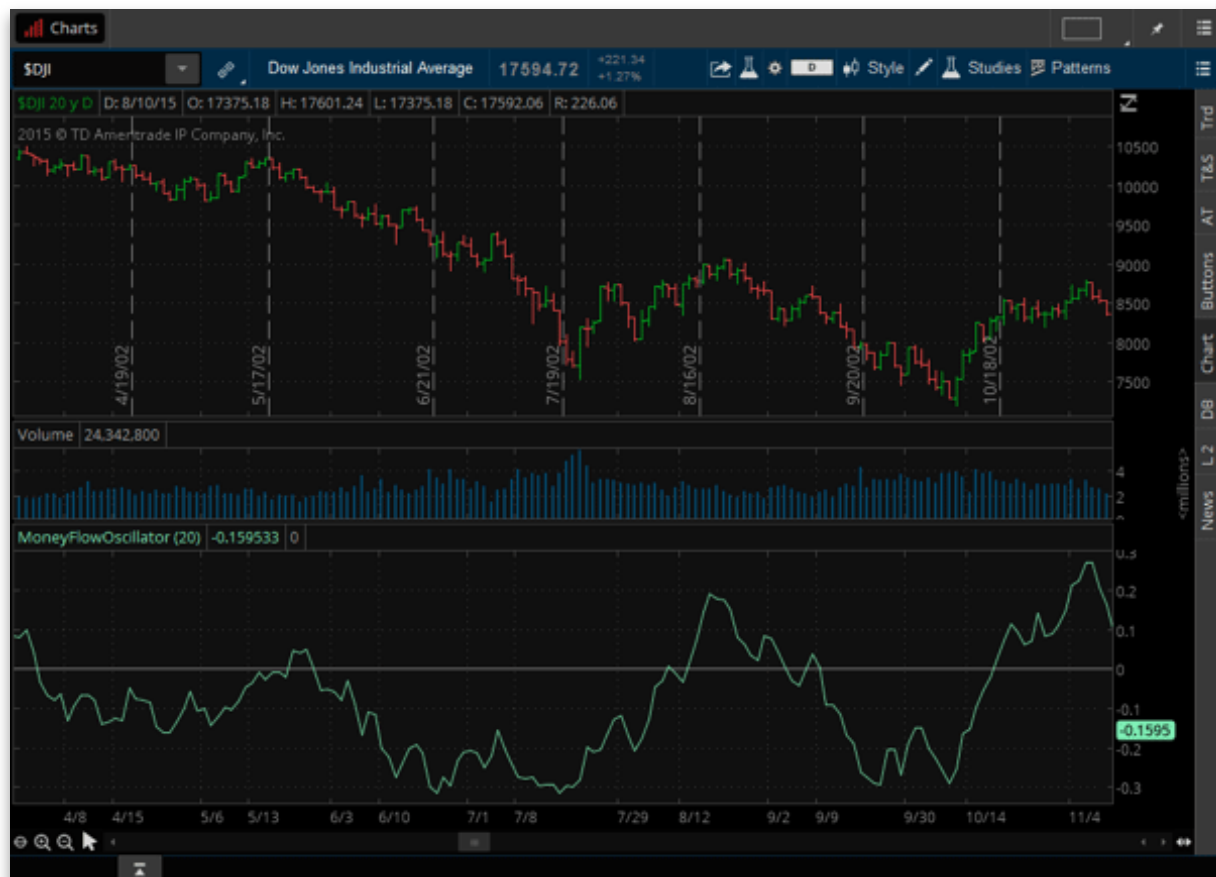 Charts
$DJI Dow Jones Industrial Average 17594.72 +221.34
+1.27% D Style Studies Patterns
$DJI 20 y D D: 8/10/15 O: 17375.18 H: 17601.24 L: 17375.18 C: 17592.06 R: 226.06
2015 © TD Ameritrade IP Company, Inc.
10500
10000
9500
9000
8500
8000
7500
4/19/02 5/17/02 6/21/02 7/19/02 8/16/02 9/20/02 10/18/02
Volume 24,342,800
4
2
0
<millions>
MoneyFlowOscillator (20) -0.159533 0
0.3
0.2
0.1
0
-0.1
-0.1595
-0.2
-0.3
4/8 4/15 5/6 5/13 6/3 6/10 7/1 7/8 7/29 8/12 9/2 9/9 9/30 10/14 11/4
Trd
T&S
AT
Buttons
Chart
DB
L 2
News